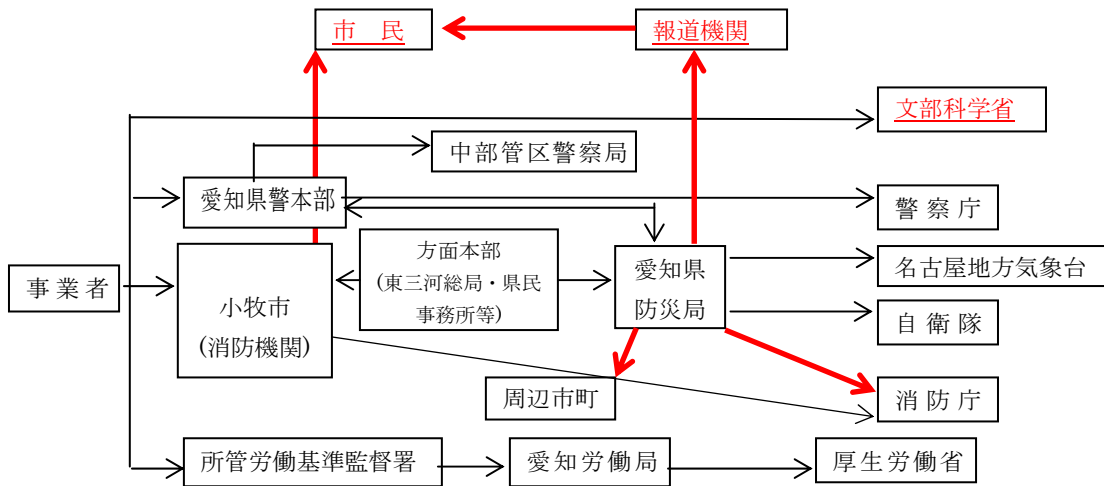 市　民
報道機関
文部科学省
中部管区警察局
愛知県警本部
警察庁
方面本部
(東三河総局・県民
事務所等)
愛知県
防災局
名古屋地方気象台
事業者
小牧市
(消防機関)
自衛隊
周辺市町
消防庁
所管労働基準監督署
愛知労働局
厚生労働省